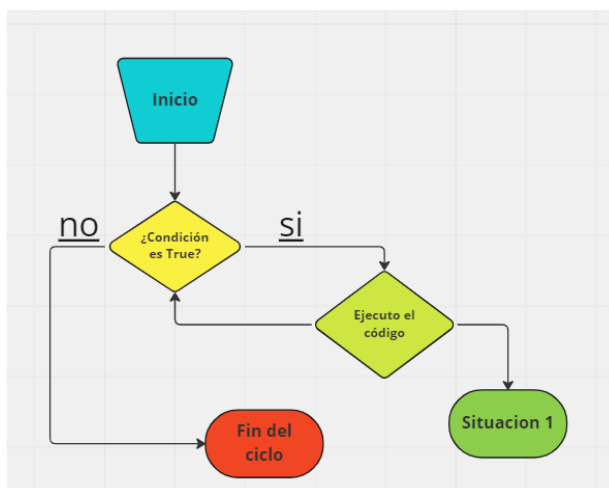 Inicio
no
si
¿Condición
es True?
Ejecuto el
código
Situacion 1
Fin del
ciclo